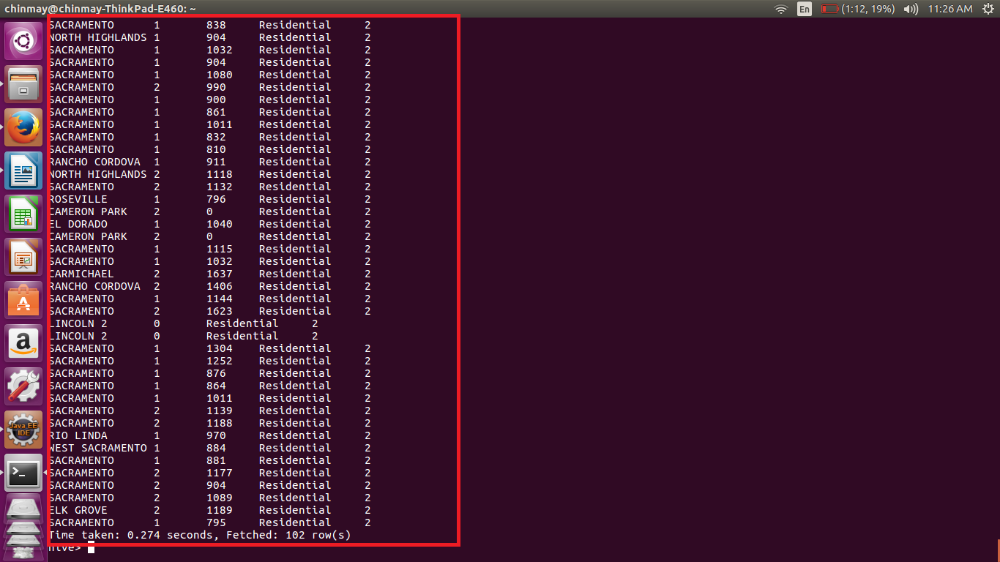 chinmay@chinmay-ThinkPad-E460: ~ En (1:12, 19%) 11:26 AM
SACRAMENTO 1 838 Residential 2
NORTH HIGHLANDS 1 904 Residential 2
SACRAMENTO 1 1032 Residential 2
SACRAMENTO 1 904 Residential 2
SACRAMENTO 1 1080 Residential 2
SACRAMENTO 2 990 Residential 2
SACRAMENTO 1 900 Residential 2
SACRAMENTO 1 861 Residential 2
SACRAMENTO 1 1011 Residential 2
SACRAMENTO 1 832 Residential 2
SACRAMENTO 1 810 Residential 2
RANCHO CORDOVA 1 911 Residential 2
NORTH HIGHLANDS 2 1118 Residential 2
SACRAMENTO 2 1132 Residential 2
ROSEVILLE 1 796 Residential 2
CAMERON PARK 2 0 Residential 2
EL DORADO 1 1040 Residential 2
CAMERON PARK 2 0 Residential 2
SACRAMENTO 1 1115 Residential 2
SACRAMENTO 1 1032 Residential 2
CARMICHAEL 2 1637 Residential 2
RANCHO CORDOVA 2 1406 Residential 2
SACRAMENTO 1 1144 Residential 2
SACRAMENTO 2 1623 Residential 2
LINCOLN 2 0 Residential 2
LINCOLN 2 0 Residential 2
SACRAMENTO 1 1304 Residential 2
SACRAMENTO 1 1252 Residential 2
SACRAMENTO 1 876 Residential 2
SACRAMENTO 1 864 Residential 2
SACRAMENTO 1 1011 Residential 2
SACRAMENTO 2 1139 Residential 2
SACRAMENTO 2 1188 Residential 2
RIO LINDA 1 970 Residential 2
WEST SACRAMENTO 1 884 Residential 2
SACRAMENTO 1 881 Residential 2
SACRAMENTO 2 1177 Residential 2
SACRAMENTO 2 904 Residential 2
SACRAMENTO 2 1089 Residential 2
ELK GROVE 2 1189 Residential 2
SACRAMENTO 1 795 Residential 2
Time taken: 0.274 seconds, Fetched: 102 row(s)
hive>
Java EE
IDE